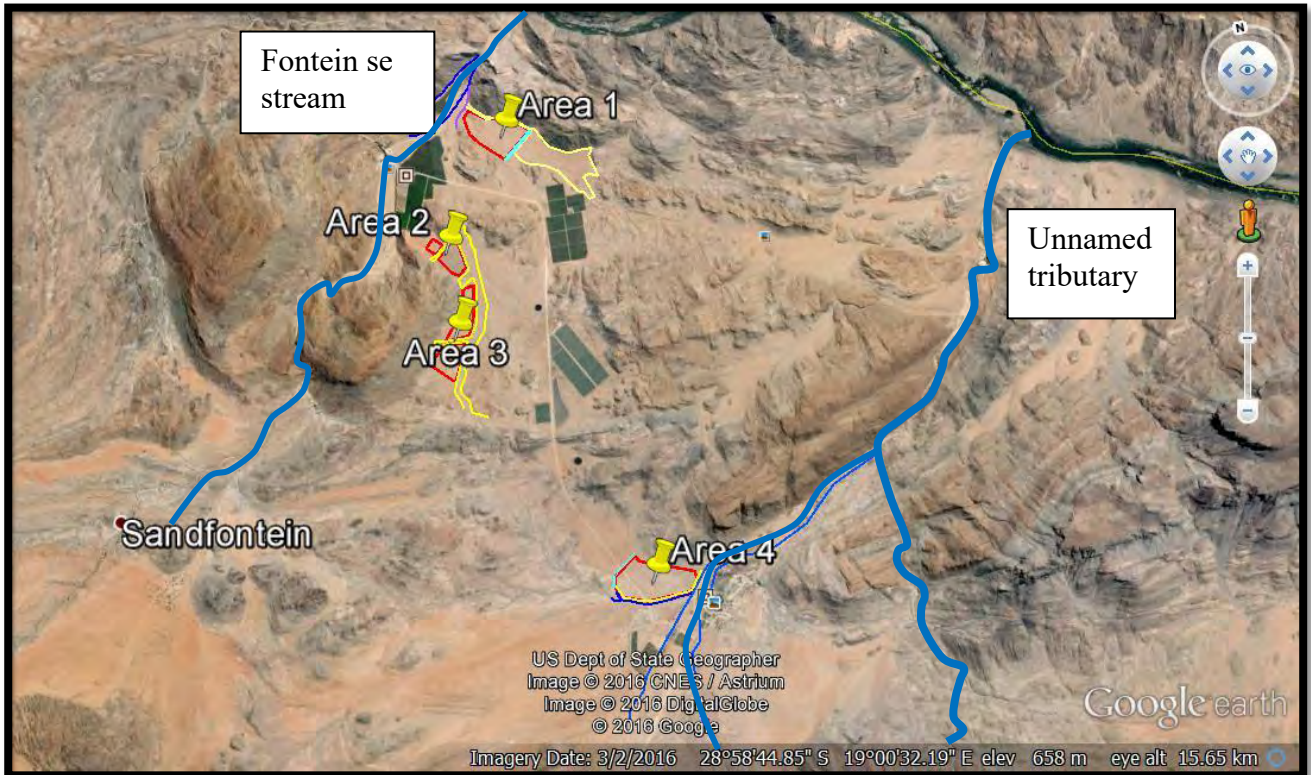 N
Fontein se
stream
Area 1
Area 2
Unnamed
tributary
Area 3
Sandfontein
Area 4
US Dept of State Geographer
Image © 2016 CNES / Astrium
Image © 2016 DigitalGlobe
© 2016 Google
Google earth
Imagery Date: 3/2/2016 28°58'44.85" S 19°00'32.19" E elev 658 m eye alt 15.65 km